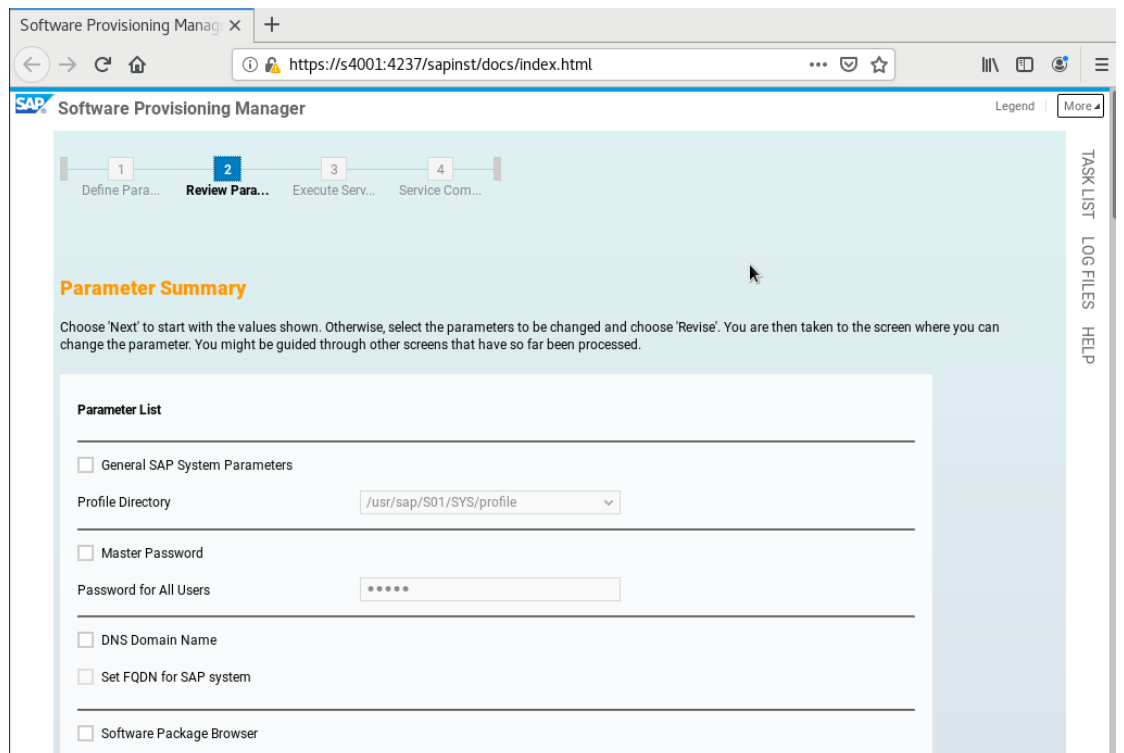 Software Provisioning Manag
https://s4001:4237/sapinst/docs/index.html
SAP Software Provisioning Manager
Legend
More
1
2
3
4
Define Para...
Review Para...
Execute Serv...
Service Com...
TASK LIST
LOG FILES
HELP
Parameter Summary
Choose 'Next' to start with the values shown. Otherwise, select the parameters to be changed and choose 'Revise'. You are then taken to the screen where you can
change the parameter. You might be guided through other screens that have so far been processed.
Parameter List
General SAP System Parameters
Profile Directory
/usr/sap/S01/SYS/profile
Master Password
Password for All Users
•••••
DNS Domain Name
Set FQDN for SAP system
Software Package Browser